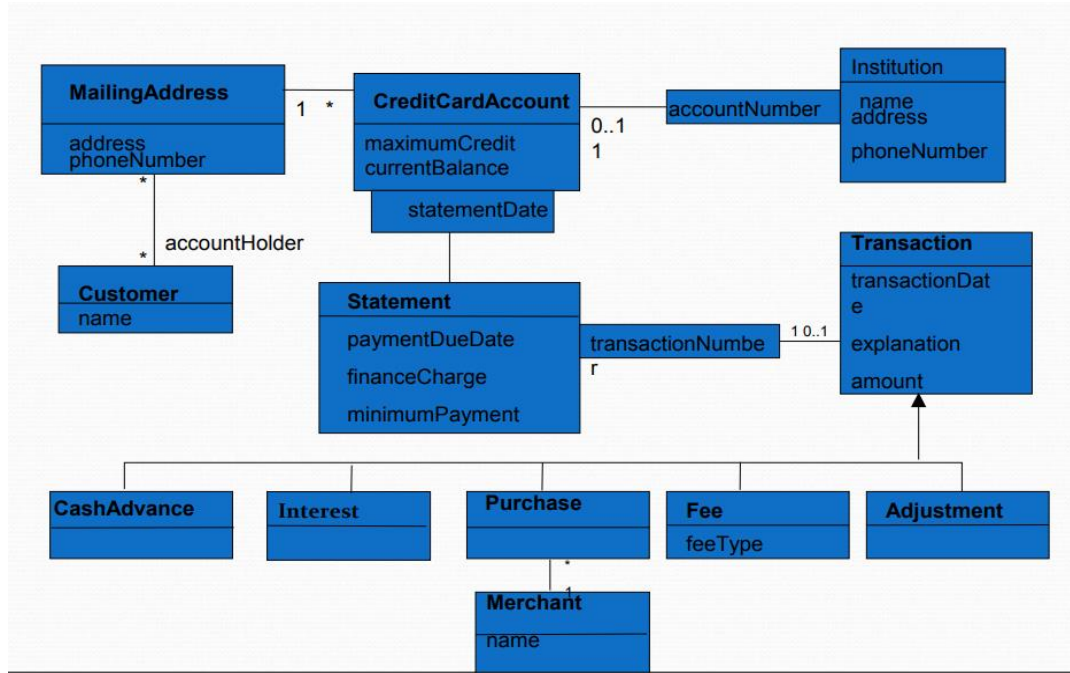 MailingAddress
address
phoneNumber
1 *
CreditCardAccount
maximumCredit
currentBalance
statementDate
0..1
1
accountNumber
Institution
name
address
phoneNumber
*
accountHolder
*
Customer
name
Statement
paymentDueDate
financeCharge
minimumPayment
transactionNumbe
r
1 0..1
Transaction
transactionDat
e
explanation
amount
CashAdvance
Interest
Purchase
Fee
feeType
Adjustment
*
1
Merchant
name